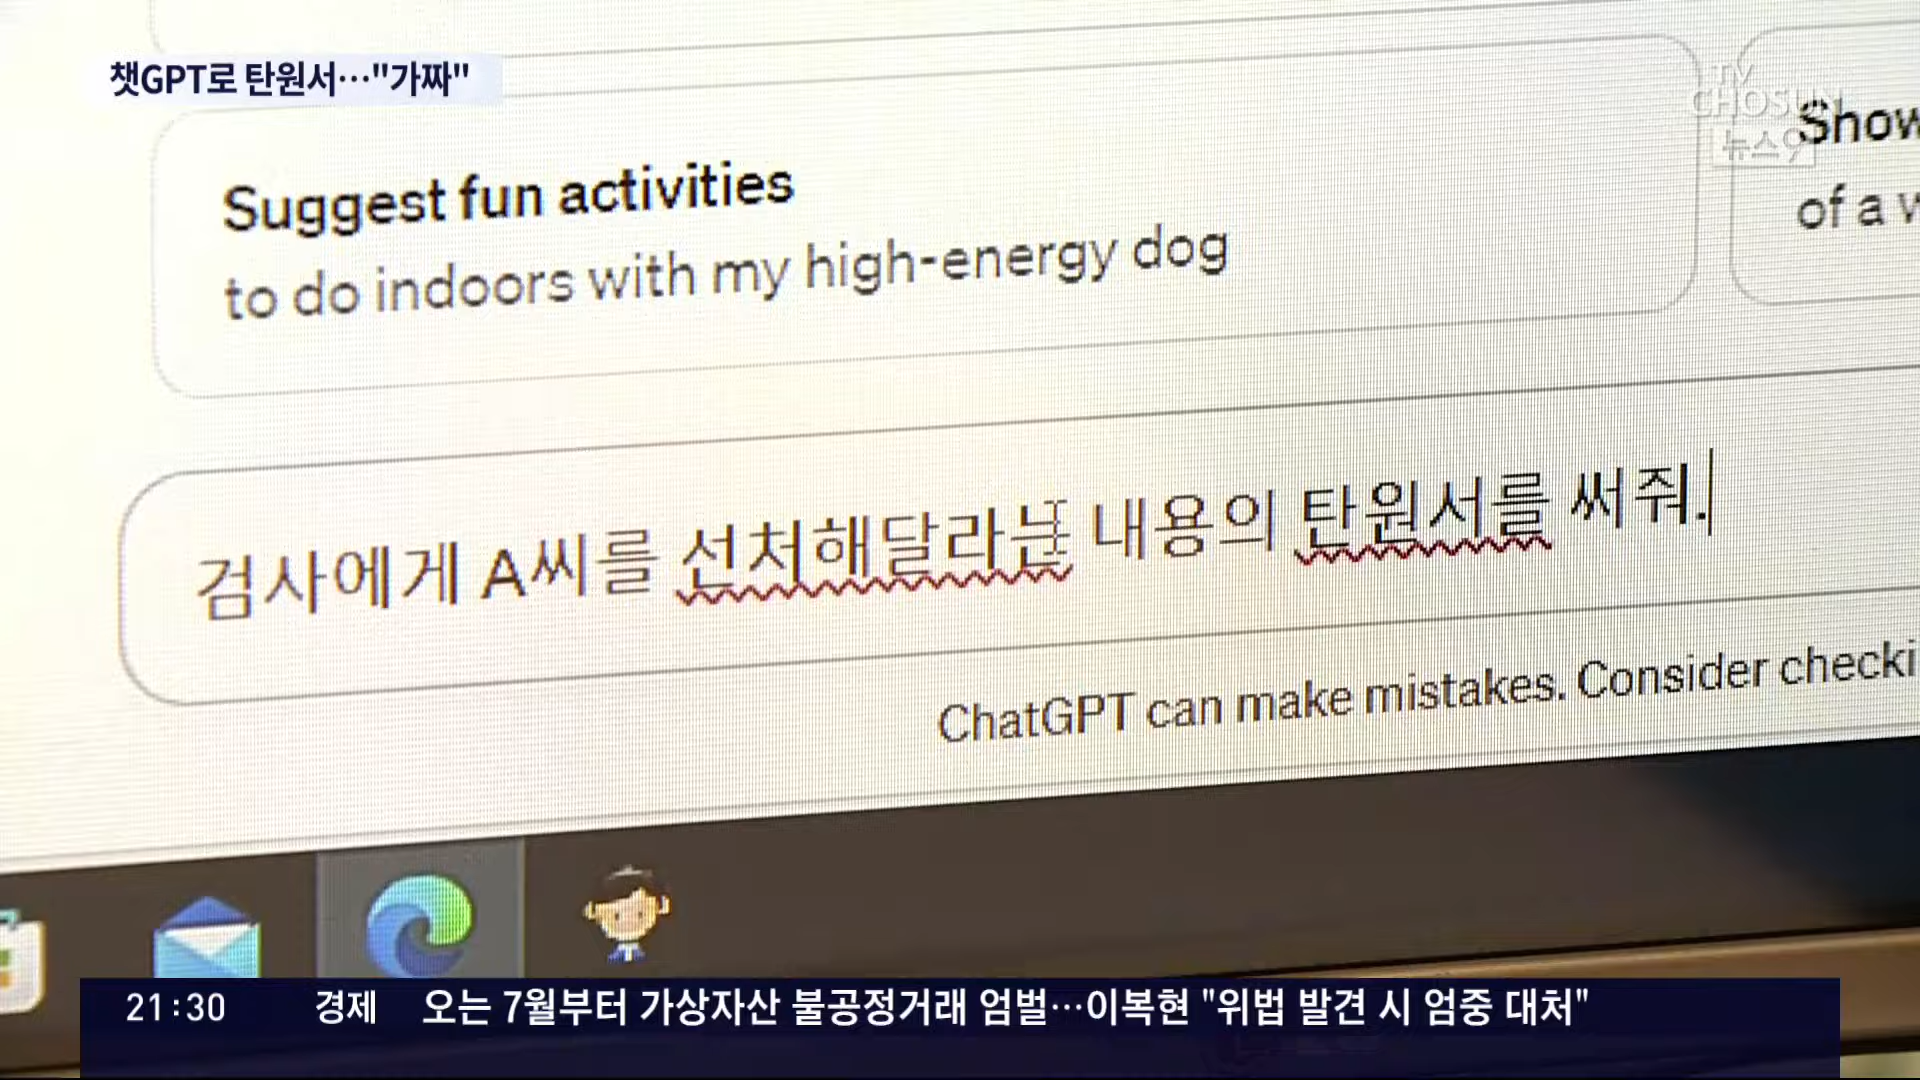 챗GPT로 탄원서…"가짜"
TV
CHOSUN
뉴스9
Suggest fun activities
to do indoors with my high-energy dog
Show
of a
검사에게 A씨를 선처해달라는 내용의 탄원서를 써줘.
ChatGPT can make mistakes. Consider
21:30 경제 오는 7월부터 가상자산 불공정거래 엄벌…이복현 "위법 발견 시 엄중 대처"